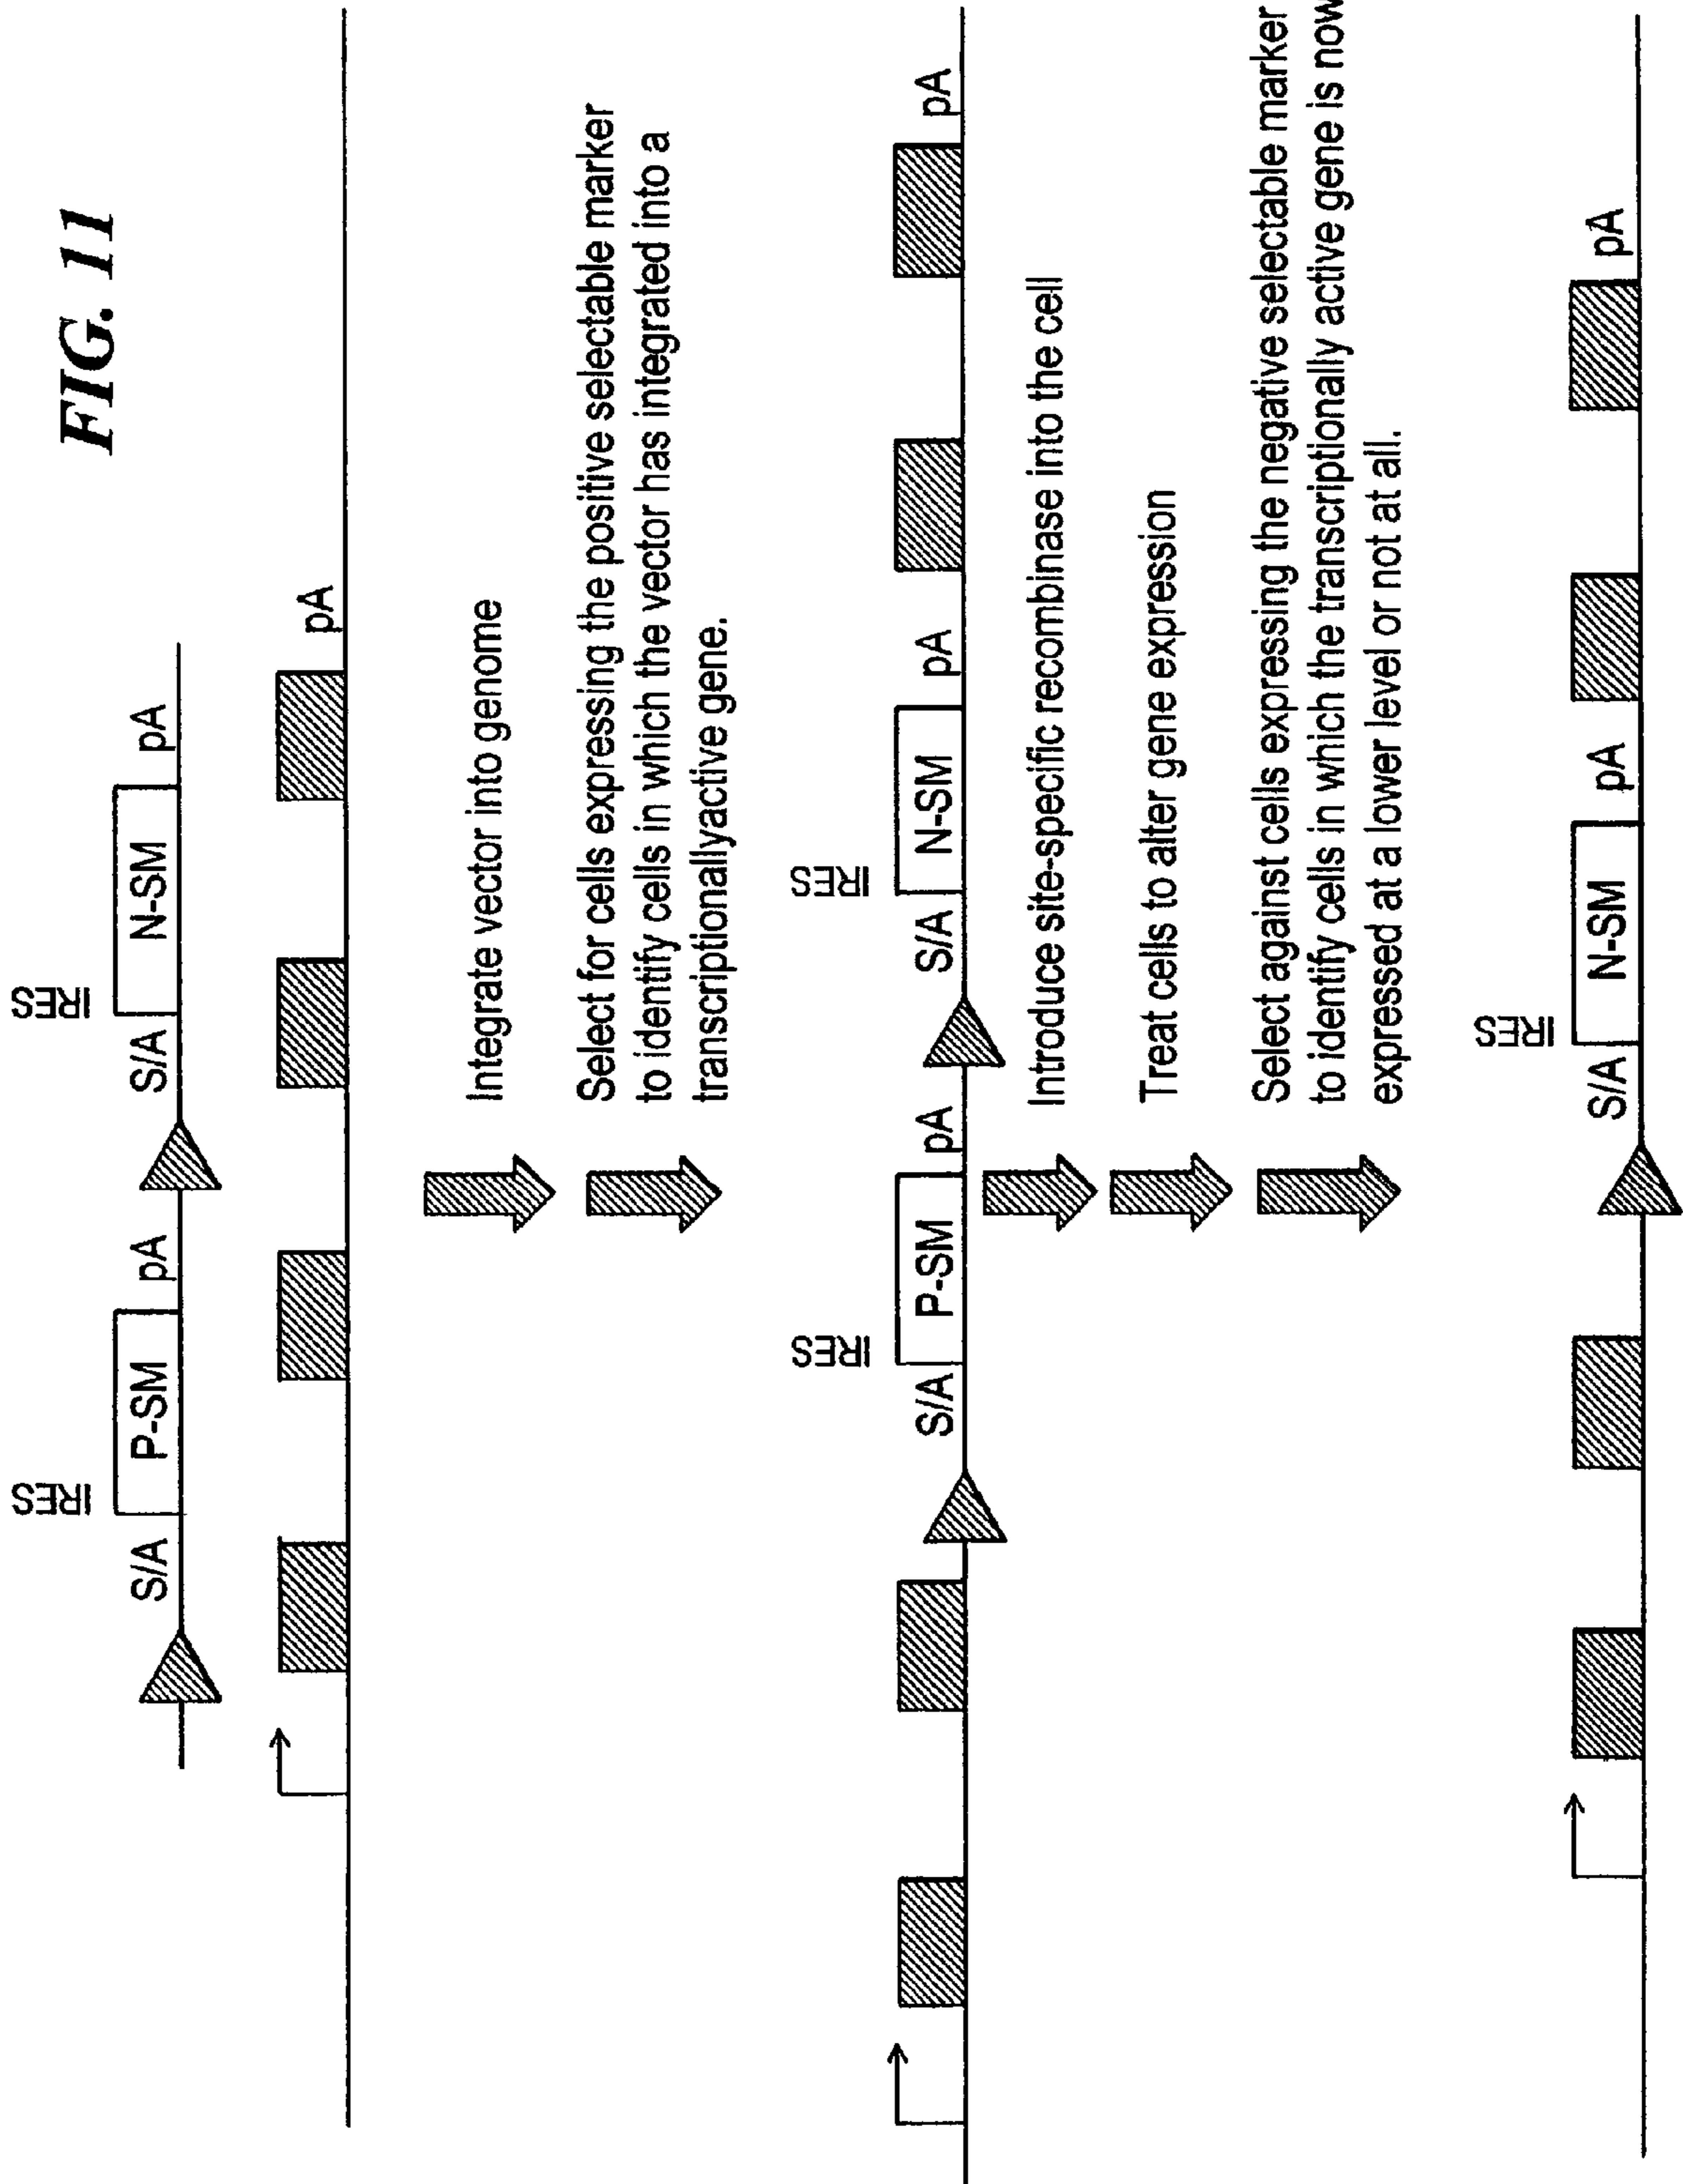 FIG. 11
IRES IRES
S/A P-SM pA S/A N-SM pA
pA
Integrate vector into genome
Select for cells expressing the positive selectable marker
to identify cells in which the vector has integrated into a
transcriptionallyactive gene.
IRES IRES
S/A P-SM pA S/A N-SM pA pA
Introduce site-specific recombinase into the cell
Treat cells to alter gene expression
Select against cells expressing the negative selectable marker
to identify cells in which the transcriptionally active gene is now
expressed at a lower level or not at all.
IRES
S/A N-SM pA pA